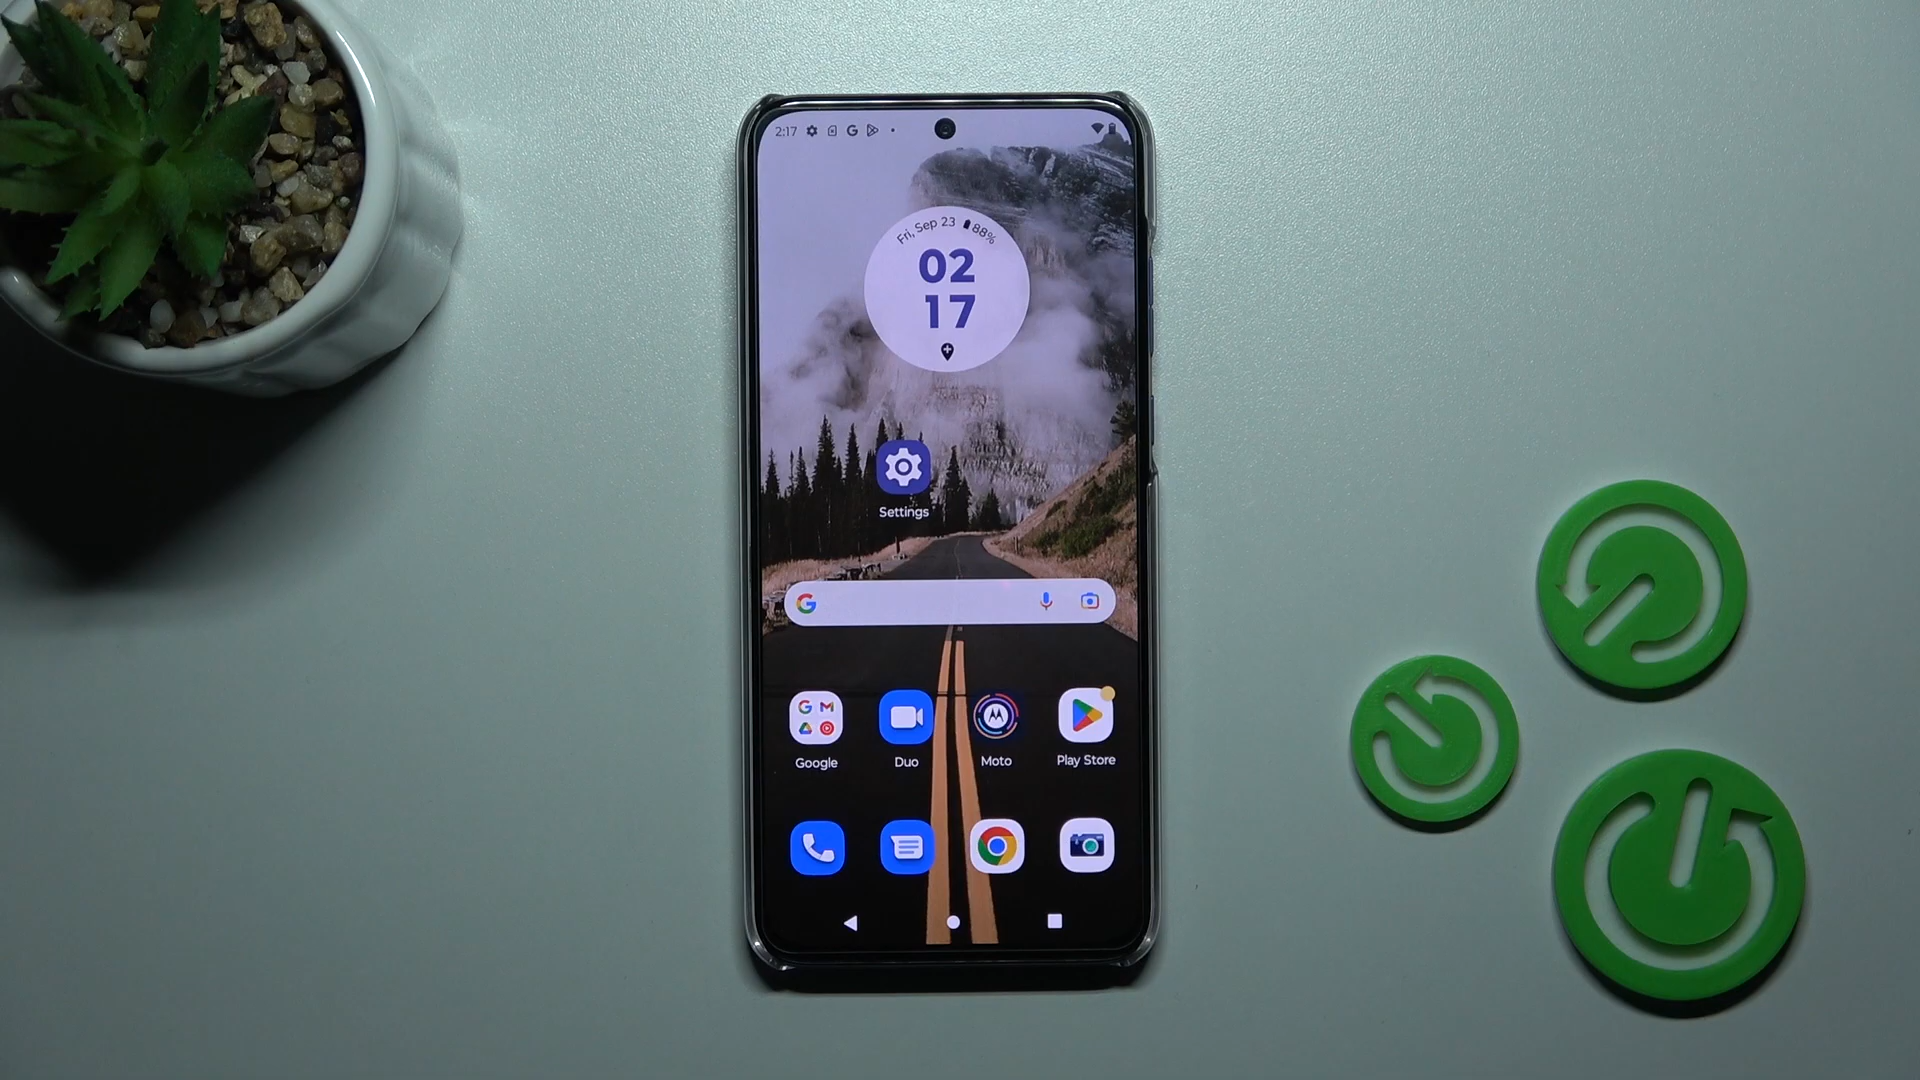 2:17
Fri, Sep 23 88%
02
17
Settings
Google
Duo
Moto
Play Store